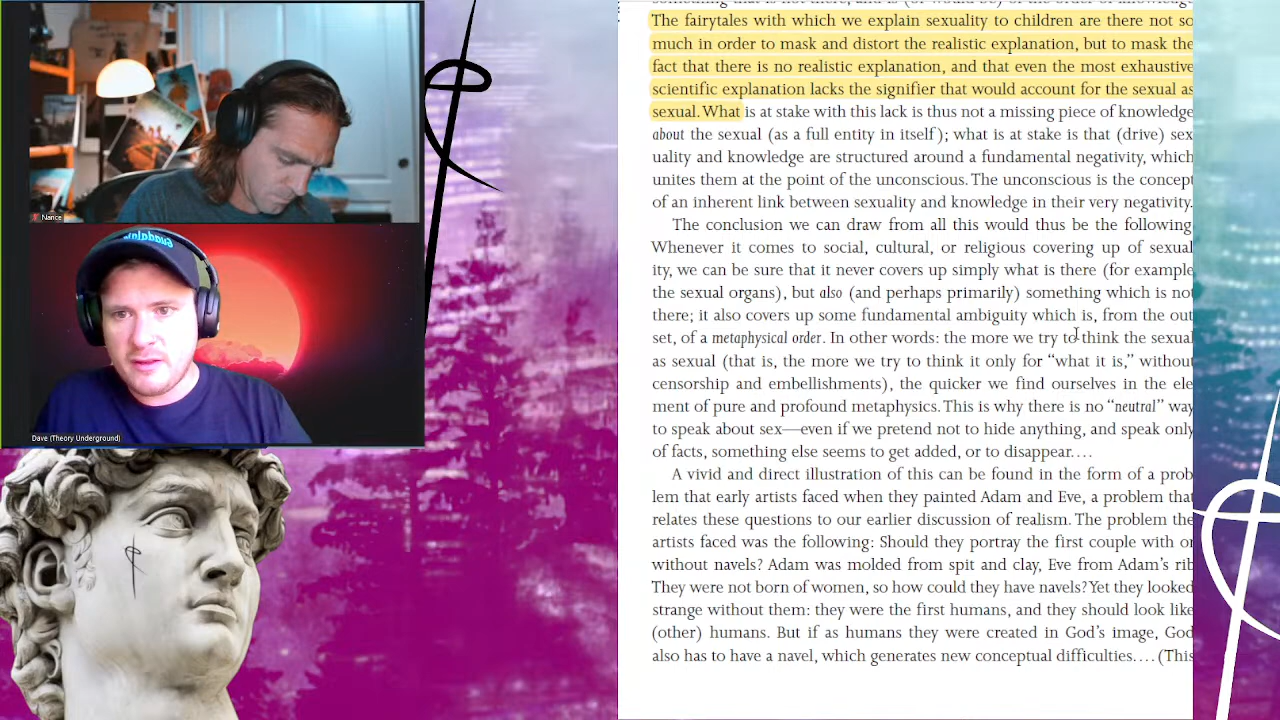 Nance
Dave (Theory Underground)
The fairytales with which we explain sexuality to children are there not so
much in order to mask and distort the realistic explanation, but to mask the
fact that there is no realistic explanation, and that even the most exhaustive
scientific explanation lacks the signifier that would account for the sexual as
sexual. What is at stake with this lack is thus not a missing piece of knowledge
about the sexual (as a full entity in itself); what is at stake is that (drive) sex
uality and knowledge are structured around a fundamental negativity, which
unites them at the point of the unconscious. The unconscious is the concept
of an inherent link between sexuality and knowledge in their very negativity.
The conclusion we can draw from all this would thus be the following
Whenever it comes to social, cultural, or religious covering up of sexual
ity, we can be sure that it never covers up simply what is there (for example
the sexual organs), but also (and perhaps primarily) something which is not
there; it also covers up some fundamental ambiguity which is, from the out
set, of a metaphysical order. In other words: the more we try to think the sexual
as sexual (that is, the more we try to think it only for “what it is,” without
censorship and embellishments), the quicker we find ourselves in the ele
ment of pure and profound metaphysics. This is why there is no “neutral” way
to speak about sex—even if we pretend not to hide anything, and speak only
of facts, something else seems to get added, or to disappear....
A vivid and direct illustration of this can be found in the form of a prob
lem that early artists faced when they painted Adam and Eve, a problem that
relates these questions to our earlier discussion of realism. The problem the
artists faced was the following: Should they portray the first couple with or
without navels? Adam was molded from spit and clay, Eve from Adam’s rib
They were not born of women, so how could they have navels? Yet they looked
strange without them: they were the first humans, and they should look like
(other) humans. But if as humans they were created in God’s image, God
also has to have a navel, which generates new conceptual difficulties.... (This